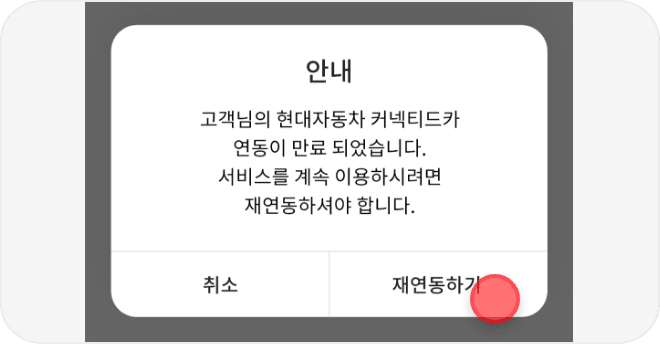 안내
고객님의 현대자동차 커넥티드카
연동이 만료 되었습니다.
서비스를 계속 이용하시려면
재연동하셔야 합니다.
취소
재연동하기